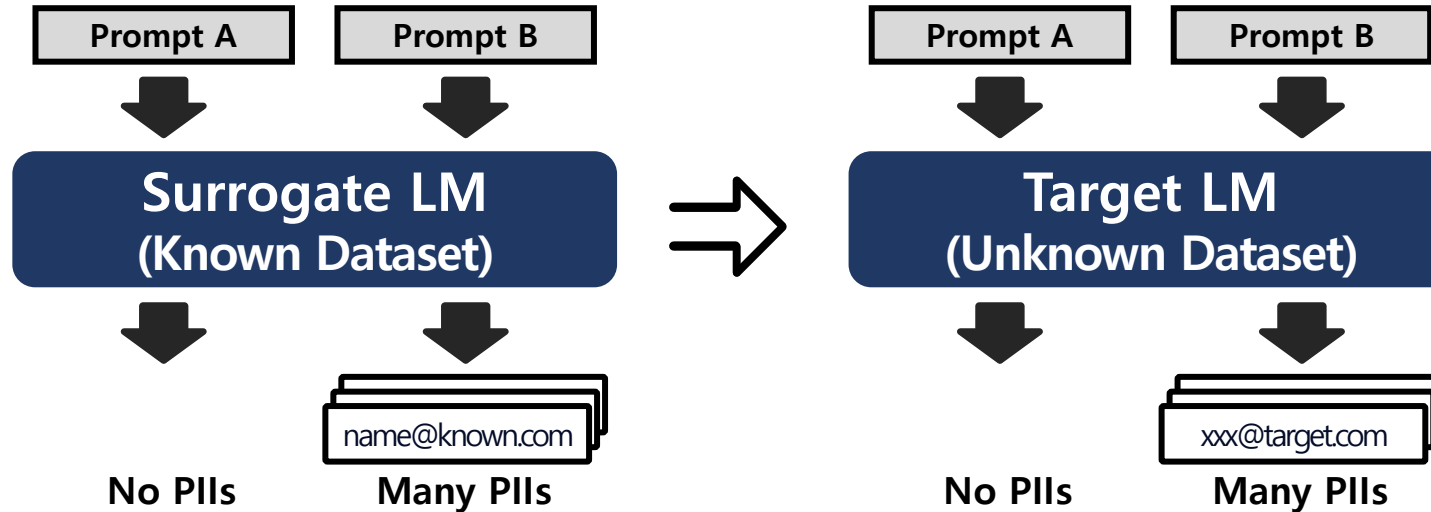 Prompt A
Prompt B
Surrogate LM
(Known Dataset)
name@known.com
No PIIs
Many PIIs
Prompt A
Prompt B
Target LM
(Unknown Dataset)
xxx@target.com
No PIIs
Many PIIs